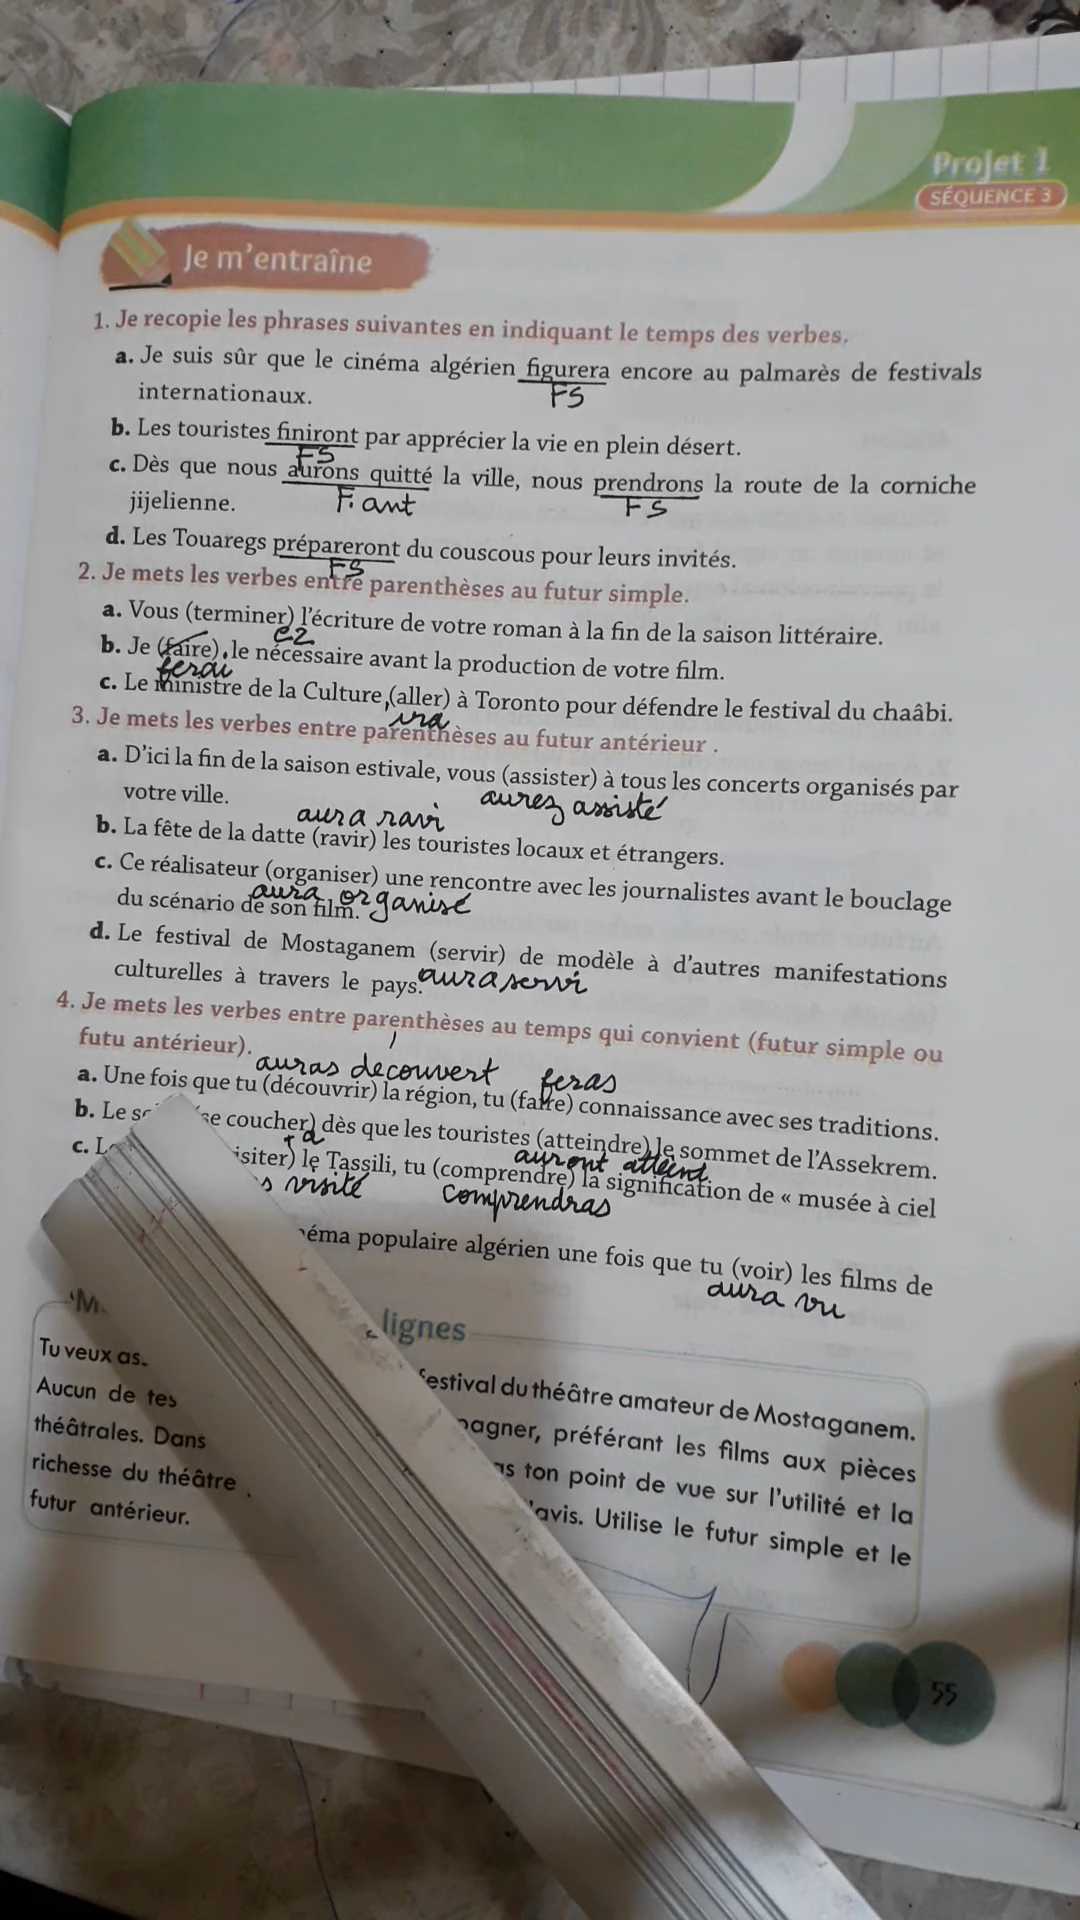 Projet 1
SÉQUENCE 3
Je m'entraîne
1. Je recopie les phrases suivantes en indiquant le temps des verbes.
a. Je suis sûr que le cinéma algérien figurera encore au palmarès de festivals
internationaux.
FS
b. Les touristes finiront par apprécier la vie en plein désert.
FS
c. Dès que nous aurons quitté la ville, nous prendrons la route de la corniche
jijelienne.
F. ant
FS
d. Les Touaregs prépareront du couscous pour leurs invités.
FS
2. Je mets les verbes entre parenthèses au futur simple.
a. Vous (terminer) l'écriture de votre roman à la fin de la saison littéraire.
ez
b. Je (faire) le nécessaire avant la production de votre film.
ferai
c. Le ministre de la Culture (aller) à Toronto pour défendre le festival du chaâbi.
ira
3. Je mets les verbes entre parenthèses au futur antérieur .
a. D'ici la fin de la saison estivale, vous (assister) à tous les concerts organisés par
votre ville.
aurez assisté
aura ravi
b. La fête de la datte (ravir) les touristes locaux et étrangers.
c. Ce réalisateur (organiser) une rencontre avec les journalistes avant le bouclage
du scénario de son film.
aura organisé
d. Le festival de Mostaganem (servir) de modèle à d'autres manifestations
culturelles à travers le pays.
aura servi
4. Je mets les verbes entre parenthèses au temps qui convient (futur simple ou
futu antérieur).
auras decouvert feras
a. Une fois que tu (découvrir) la région, tu (faire) connaissance avec ses traditions.
b. Le se coucher) dès que les touristes (atteindre) le sommet de l'Assekrem.
ra
auront atteint
c. isiter) le Tassili, tu (comprendre) la signification de « musée à ciel
s visité comprendras
éma populaire algérien une fois que tu (voir) les films de
aura vu
lignes
Tu veux as festival du théâtre amateur de Mostaganem.
Aucun de tes pagner, préférant les films aux pièces
théâtrales. Dans as ton point de vue sur l'utilité et la
richesse du théâtre 'avis. Utilise le futur simple et le
futur antérieur.
55